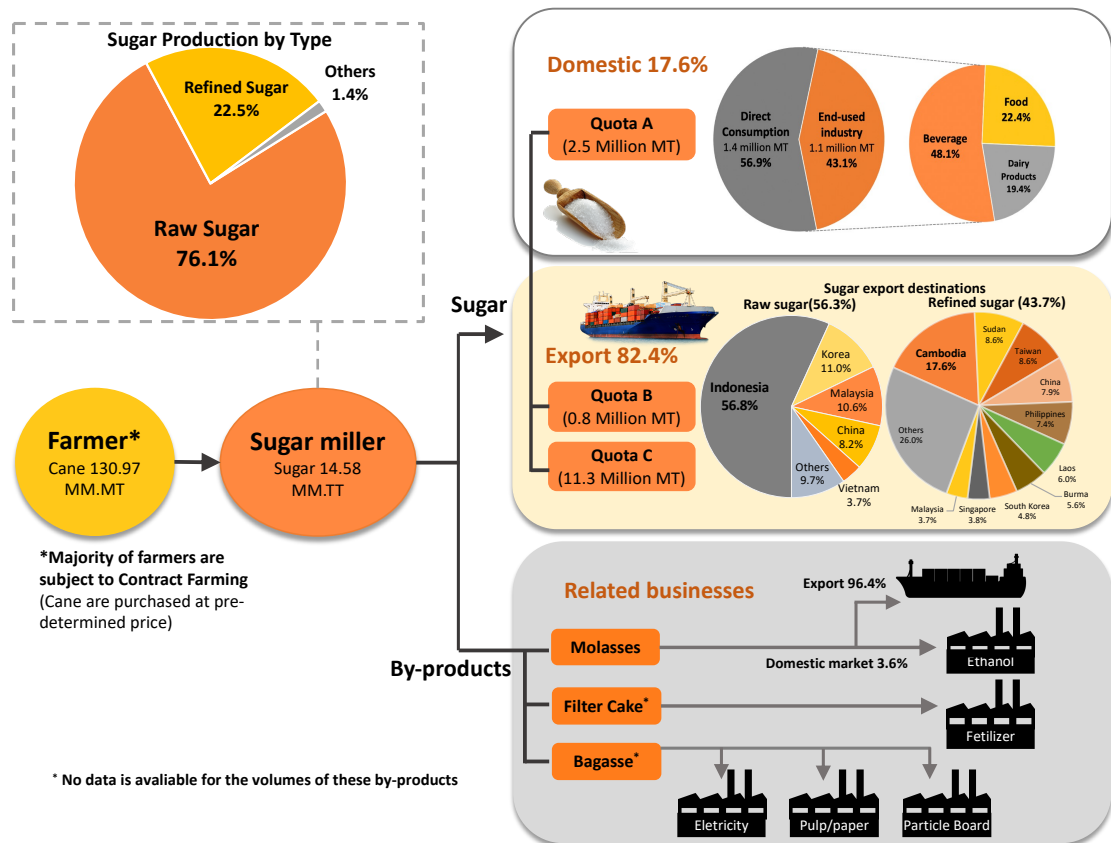 Sugar Production by Type
Refined Sugar
22.5%
Others
1.4%
Raw Sugar
76.1%
Farmer*
Cane 130.97
MM.MT
Sugar miller
Sugar 14.58
MM.TT
*Majority of farmers are
subject to Contract Farming
(Cane are purchased at pre-
determined price)
Sugar
By-products
Domestic 17.6%
Quota A
(2.5 Million MT)
Direct
Consumption
1.4 million MT
56.9%
End-used
industry
1.1 million MT
43.1%
Beverage
48.1%
Food
22.4%
Dairy
Products
19.4%
Export 82.4%
Quota B
(0.8 Million MT)
Quota C
(11.3 Million MT)
Sugar export destinations
Raw sugar(56.3%)
Indonesia
56.8%
Korea
11.0%
Malaysia
10.6%
China
8.2%
Vietnam
3.7%
Others
9.7%
Refined sugar (43.7%)
Cambodia
17.6%
Sudan
8.6%
Taiwan
8.6%
China
7.9%
Philippines
7.4%
Laos
6.0%
Burma
5.6%
South Korea
4.8%
Singapore
3.8%
Malaysia
3.7%
Others
26.0%
Related businesses
Export 96.4%
Molasses
Domestic market 3.6%
Ethanol
Filter Cake*
Fetilizer
Bagasse*
Eletricity
Pulp/paper
Particle Board
* No data is avaliable for the volumes of these by-products